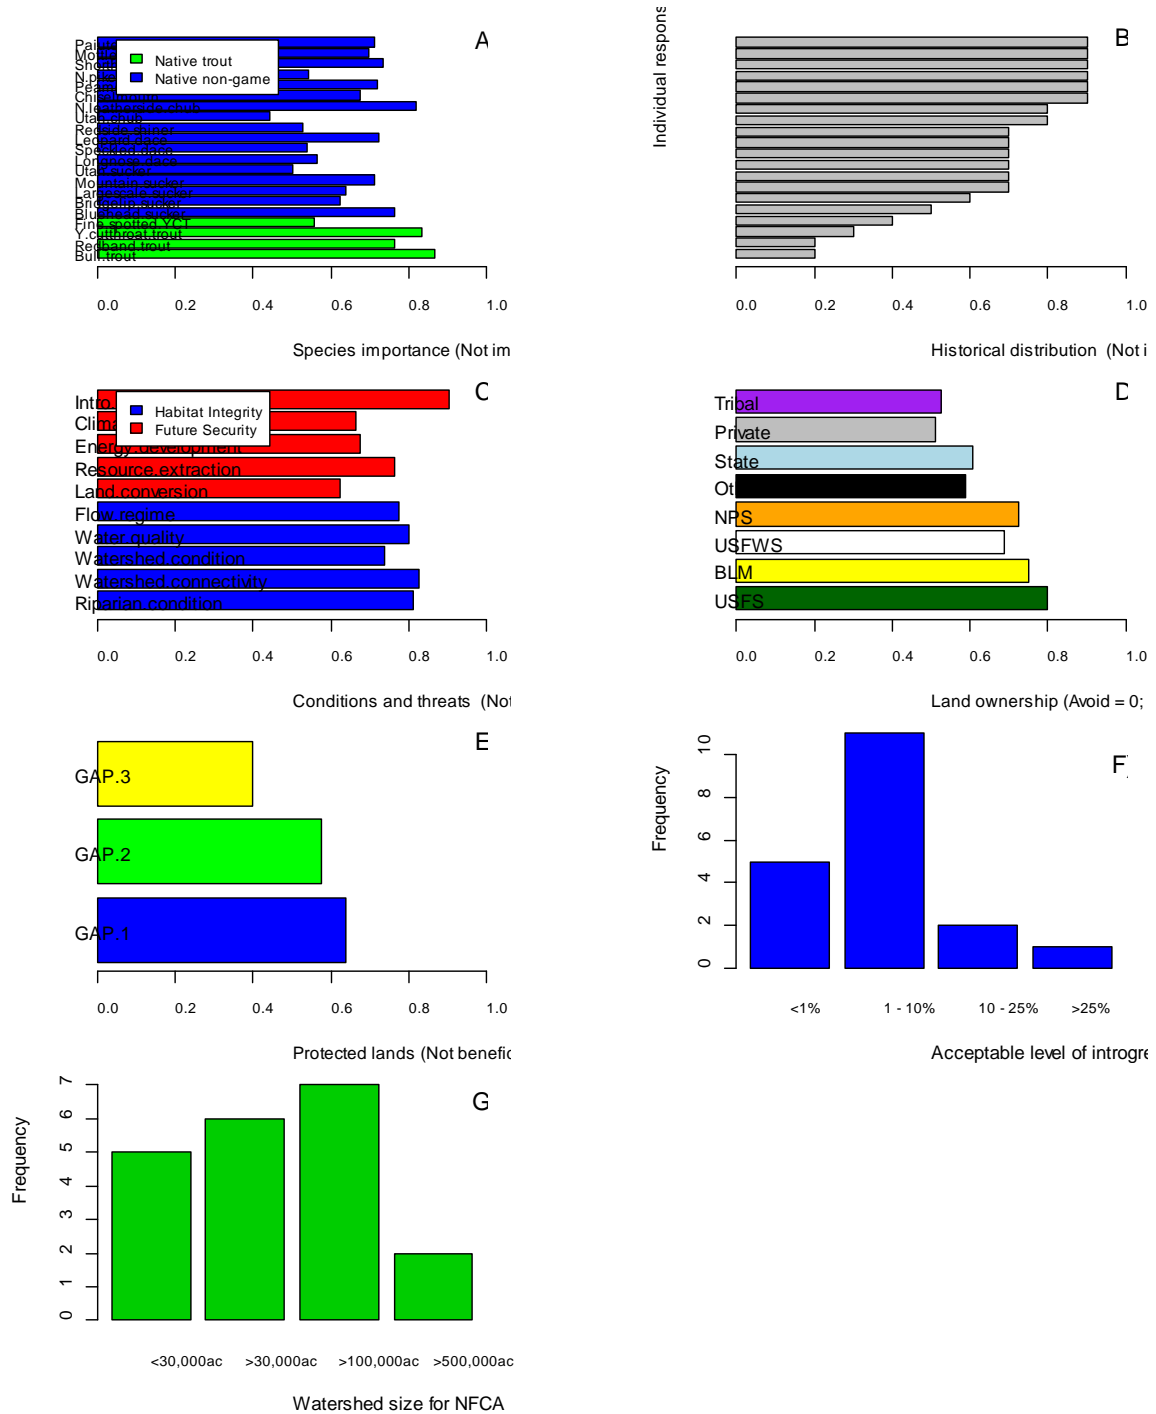 A
Native trout
Native non-game
N.leatherside.chub
Utah.chub
Redside.shiner
Leopard.dace
Speckled.dace
Longnose.dace
Utah.sucker
Mountain.sucker
Largescale.sucker
Bridgelip.sucker
Bluehead.sucker
Fine.spotted.YCT
Y.cutthroat.trout
Redband.trout
Bull.trout
0.0 0.2 0.4 0.6 0.8 1.0
Species importance (Not im
B
Individual respons
0.0 0.2 0.4 0.6 0.8 1.0
Historical distribution (Not i
C
Habitat Integrity
Future Security
Intro.
Clima
Energy.development
Resource.extraction
Land.conversion
Flow.regime
Water.quality
Watershed.condition
Watershed.connectivity
Riparian.condition
0.0 0.2 0.4 0.6 0.8 1.0
Conditions and threats (Not
D
Tribal
Private
State
Ot
NPS
USFWS
BLM
USFS
0.0 0.2 0.4 0.6 0.8 1.0
Land ownership (Avoid = 0;
E
GAP.3
GAP.2
GAP.1
0.0 0.2 0.4 0.6 0.8 1.0
Protected lands (Not benefic
F
Frequency
10
8
6
4
2
0
<1% 1 - 10% 10 - 25% >25%
Acceptable level of introgre
G
Frequency
7
6
5
4
3
2
1
0
<30,000ac >30,000ac >100,000ac >500,000ac
Watershed size for NFCA